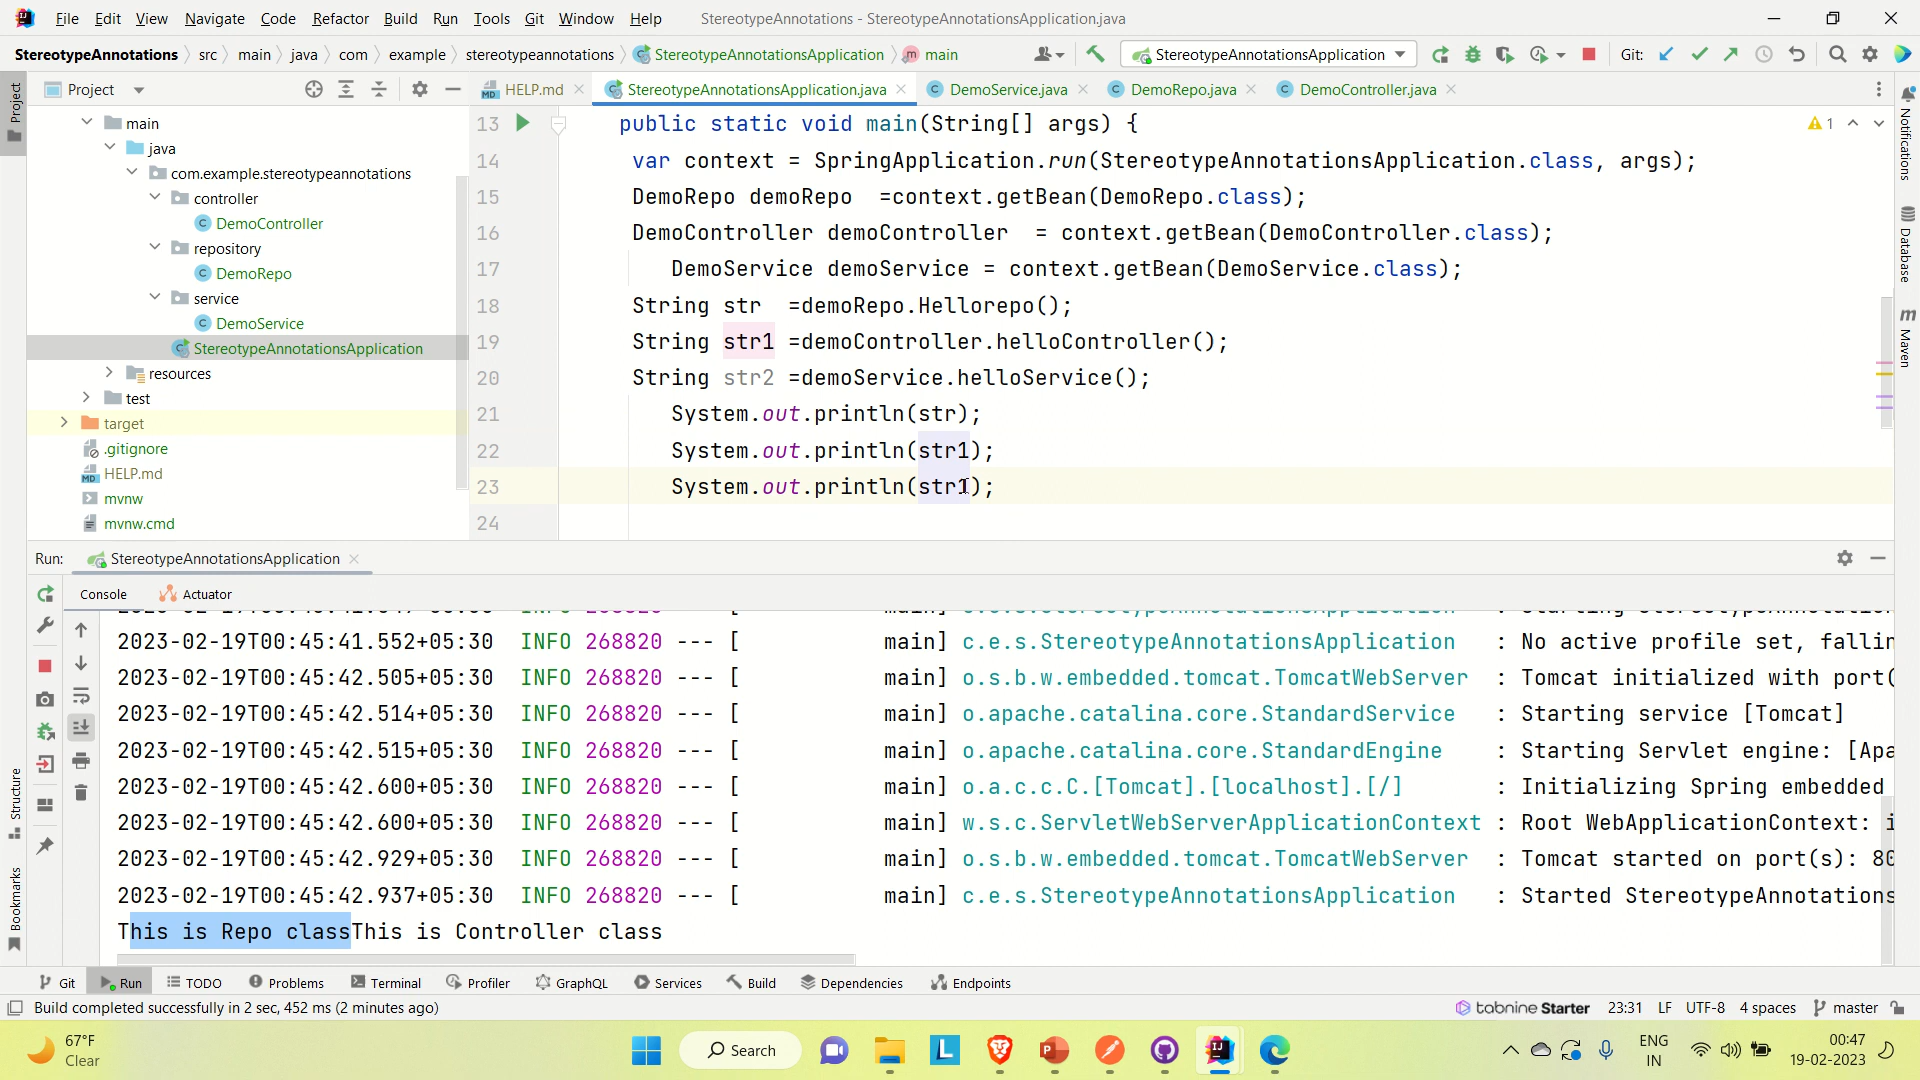 File Edit View Navigate Code Refactor Build Run Tools Git Window Help StereotypeAnnotations - StereotypeAnnotationsApplication.java
StereotypeAnnotations src main java com example stereotypeannotations StereotypeAnnotationsApplication main StereotypeAnnotationsApplication Git:
Project
HELP.md StereotypeAnnotationsApplication.java DemoService.java DemoRepo.java DemoController.java
main
java
com.example.stereotypeannotations
controller
DemoController
repository
DemoRepo
service
DemoService
StereotypeAnnotationsApplication
resources
test
target
.gitignore
HELP.md
mvnw
mvnw.cmd
13 public static void main(String[] args) {
14 var context = SpringApplication.run(StereotypeAnnotationsApplication.class, args);
15 DemoRepo demoRepo =context.getBean(DemoRepo.class);
16 DemoController demoController = context.getBean(DemoController.class);
17 DemoService demoService = context.getBean(DemoService.class);
18 String str =demoRepo.Hellorepo();
19 String str1 =demoController.helloController();
20 String str2 =demoService.helloService();
21 System.out.println(str);
22 System.out.println(str1);
23 System.out.println(str1);
24
1
Project
Structure
Bookmarks
Notifications
Database
Maven
Run: StereotypeAnnotationsApplication
Console Actuator
2023-02-19T00:45:41.552+05:30 INFO 268820 --- [ main] c.e.s.StereotypeAnnotationsApplication : No active profile set, fallin
2023-02-19T00:45:42.505+05:30 INFO 268820 --- [ main] o.s.b.w.embedded.tomcat.TomcatWebServer : Tomcat initialized with port(
2023-02-19T00:45:42.514+05:30 INFO 268820 --- [ main] o.apache.catalina.core.StandardService : Starting service [Tomcat]
2023-02-19T00:45:42.515+05:30 INFO 268820 --- [ main] o.apache.catalina.core.StandardEngine : Starting Servlet engine: [Apa
2023-02-19T00:45:42.600+05:30 INFO 268820 --- [ main] o.a.c.c.C.[Tomcat].[localhost].[/] : Initializing Spring embedded
2023-02-19T00:45:42.600+05:30 INFO 268820 --- [ main] w.s.c.ServletWebServerApplicationContext : Root WebApplicationContext: i
2023-02-19T00:45:42.929+05:30 INFO 268820 --- [ main] o.s.b.w.embedded.tomcat.TomcatWebServer : Tomcat started on port(s): 80
2023-02-19T00:45:42.937+05:30 INFO 268820 --- [ main] c.e.s.StereotypeAnnotationsApplication : Started StereotypeAnnotations
This is Repo classThis is Controller class
Git Run TODO Problems Terminal Profiler GraphQL Services Build Dependencies Endpoints
Build completed successfully in 2 sec, 452 ms (2 minutes ago) tabnine Starter 23:31 LF UTF-8 4 spaces master
67°F
Clear
Search
ENG
IN
00:47
19-02-2023